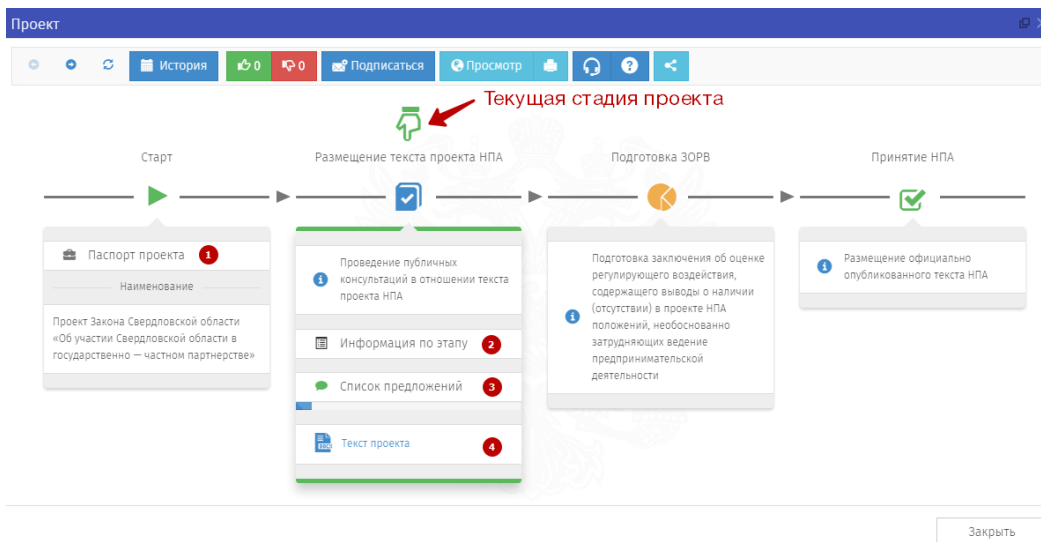 Проект
История
0
0
Подписаться
Просмотр
Текущая стадия проекта
Старт
Размещение текста проекта НПА
Подготовка ЗОРВ
Принятие НПА
Паспорт проекта 1
Наименование
Проект Закона Свердловской области
«Об участии Свердловской области в
государственно — частном партнерстве»
Проведение публичных
консультаций в отношении текста
проекта НПА
Информация по этапу 2
Список предложений 3
DOCX Текст проекта 4
Подготовка заключения об оценке
регулирующего воздействия,
содержащего выводы о наличии
(отсутствии) в проекте НПА
положений, необоснованно
затрудняющих ведение
предпринимательской
деятельности
Размещение официально
опубликованного текста НПА
Закрыть